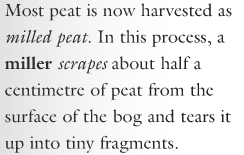 Most peat is now harvested as
milled peat. In this process, a
miller scrapes about half a
centimetre of peat from the
surface of the bog and tears it
up into tiny fragments.